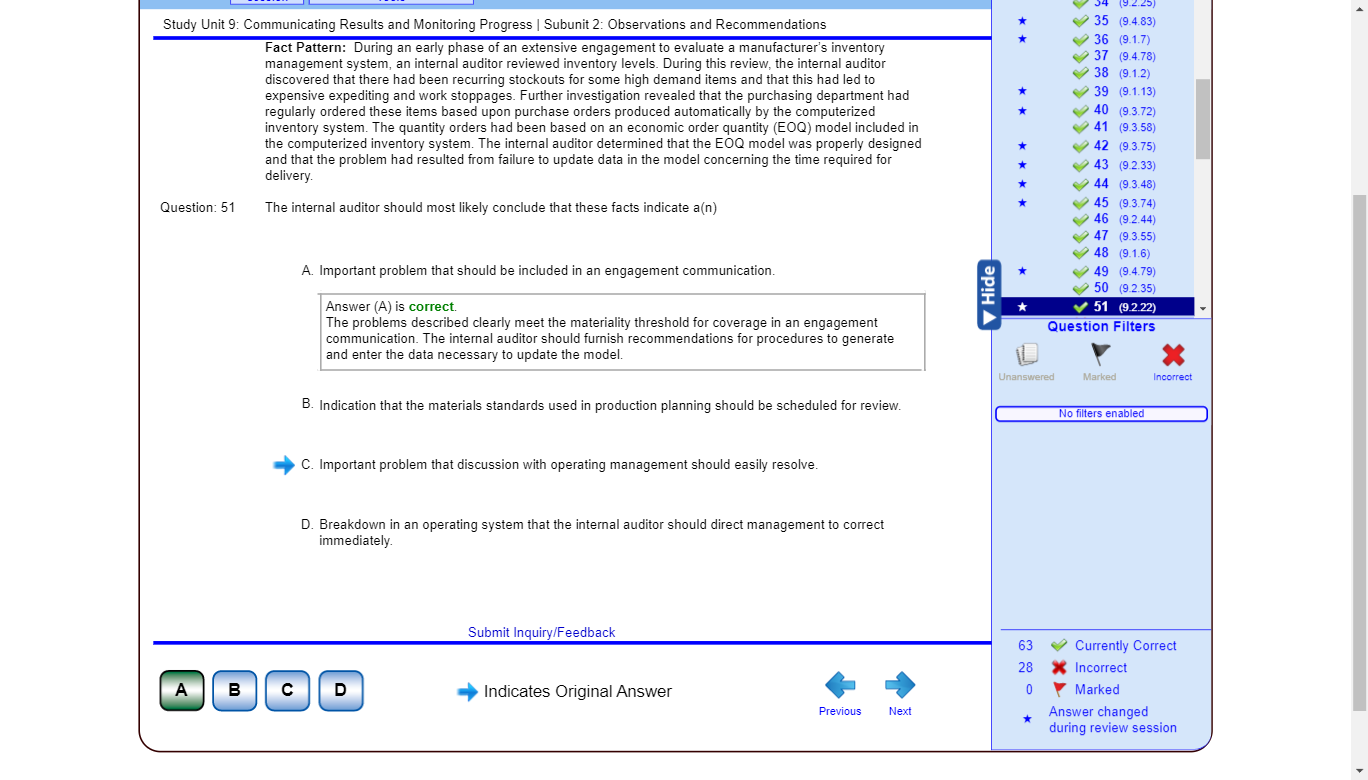 Study Unit 9: Communicating Results and Monitoring Progress | Subunit 2: Observations and Recommendations
Fact Pattern: During an early phase of an extensive engagement to evaluate a manufacturer's inventory
management system, an internal auditor reviewed inventory levels. During this review, the internal auditor
discovered that there had been recurring stockouts for some high demand items and that this had led to
expensive expediting and work stoppages. Further investigation revealed that the purchasing department had
regularly ordered these items based upon purchase orders produced automatically by the computerized
inventory system. The quantity orders had been based on an economic order quantity (EOQ) model included in
the computerized inventory system. The internal auditor determined that the EOQ model was properly designed
and that the problem had resulted from failure to update data in the model concerning the time required for
delivery.
Question: 51 The internal auditor should most likely conclude that these facts indicate a(n)
A. Important problem that should be included in an engagement communication.
Answer (A) is correct.
The problems described clearly meet the materiality threshold for coverage in an engagement
communication. The internal auditor should furnish recommendations for procedures to generate
and enter the data necessary to update the model.
B. Indication that the materials standards used in production planning should be scheduled for review.
C. Important problem that discussion with operating management should easily resolve.
D. Breakdown in an operating system that the internal auditor should direct management to correct
immediately.
Submit Inquiry/Feedback
A B C D
Indicates Original Answer
Previous Next
34 (9.2.25)
35 (9.4.83)
36 (9.1.7)
37 (9.4.78)
38 (9.1.2)
39 (9.1.13)
40 (9.3.72)
41 (9.3.58)
42 (9.3.75)
43 (9.2.33)
44 (9.3.48)
45 (9.3.74)
46 (9.2.44)
47 (9.3.55)
48 (9.1.6)
49 (9.4.79)
50 (9.2.35)
51 (9.2.22)
Hide
Question Filters
Unanswered Marked Incorrect
No filters enabled
63 Currently Correct
28 Incorrect
0 Marked
Answer changed
during review session